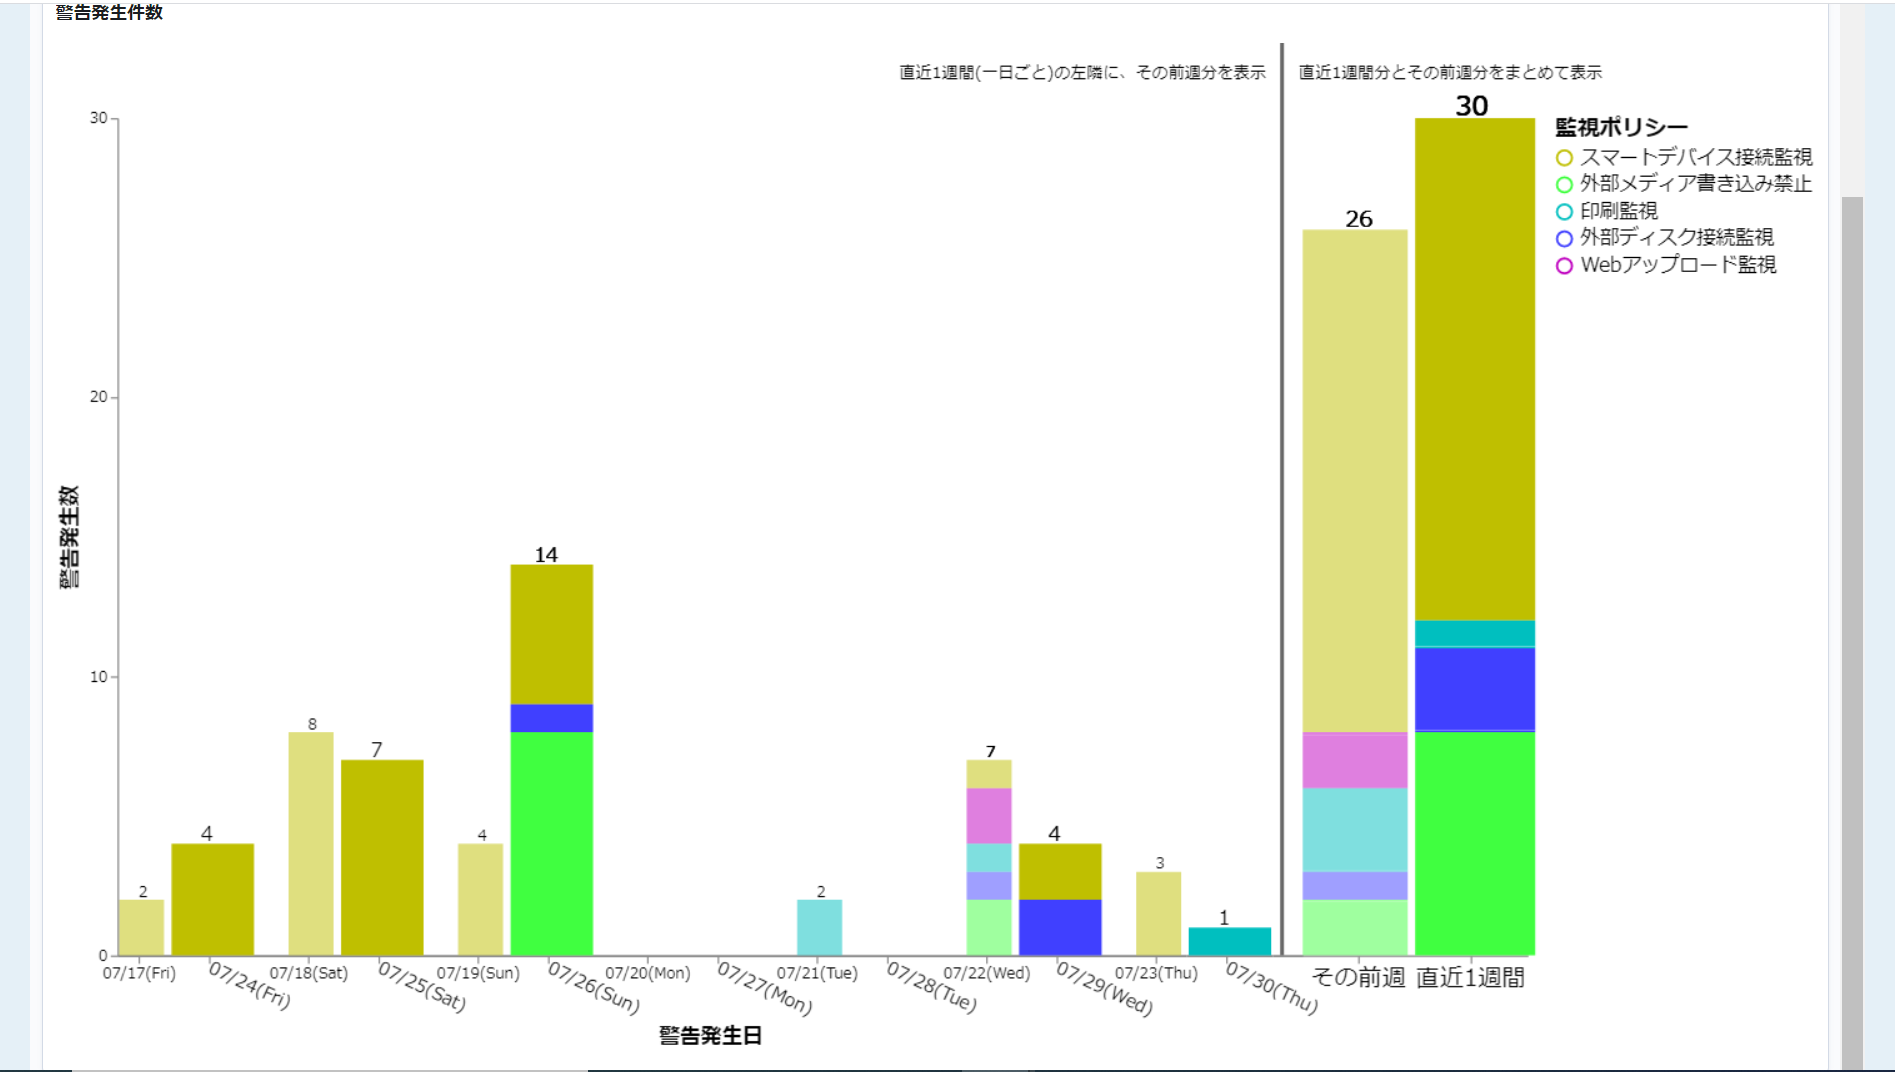 警告発生件数
直近1週間(一日ごと)の左隣に、その前週分を表示
直近1週間分とその前週分をまとめて表示
監視ポリシー
スマートデバイス接続監視
外部メディア書き込み禁止
印刷監視
外部ディスク接続監視
Webアップロード監視
警告発生数
30
20
10
0
2
4
8
7
4
14
2
7
4
3
1
26
30
07/17(Fri)
07/24(Fri)
07/18(Sat)
07/25(Sat)
07/19(Sun)
07/26(Sun)
07/20(Mon)
07/27(Mon)
07/21(Tue)
07/28(Tue)
07/22(Wed)
07/29(Wed)
07/23(Thu)
07/30(Thu)
その前週
直近1週間
警告発生日